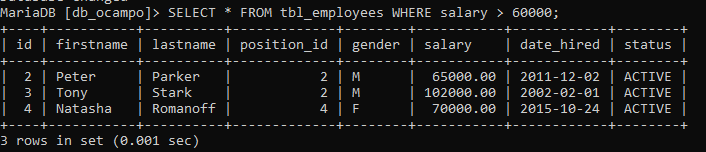 MariaDB [db_ocampo]> SELECT * FROM tbl_employees WHERE salary > 60000;
+----+-----------+----------+-------------+--------+-----------+------------+--------+
| id | firstname | lastname | position_id | gender | salary    | date_hired | status |
+----+-----------+----------+-------------+--------+-----------+------------+--------+
|  2 | Peter     | Parker   |           2 | M      |  65000.00 | 2011-12-02 | ACTIVE |
|  3 | Tony      | Stark    |           2 | M      | 102000.00 | 2002-02-01 | ACTIVE |
|  4 | Natasha   | Romanoff |           4 | F      |  70000.00 | 2015-10-24 | ACTIVE |
+----+-----------+----------+-------------+--------+-----------+------------+--------+
3 rows in set (0.001 sec)